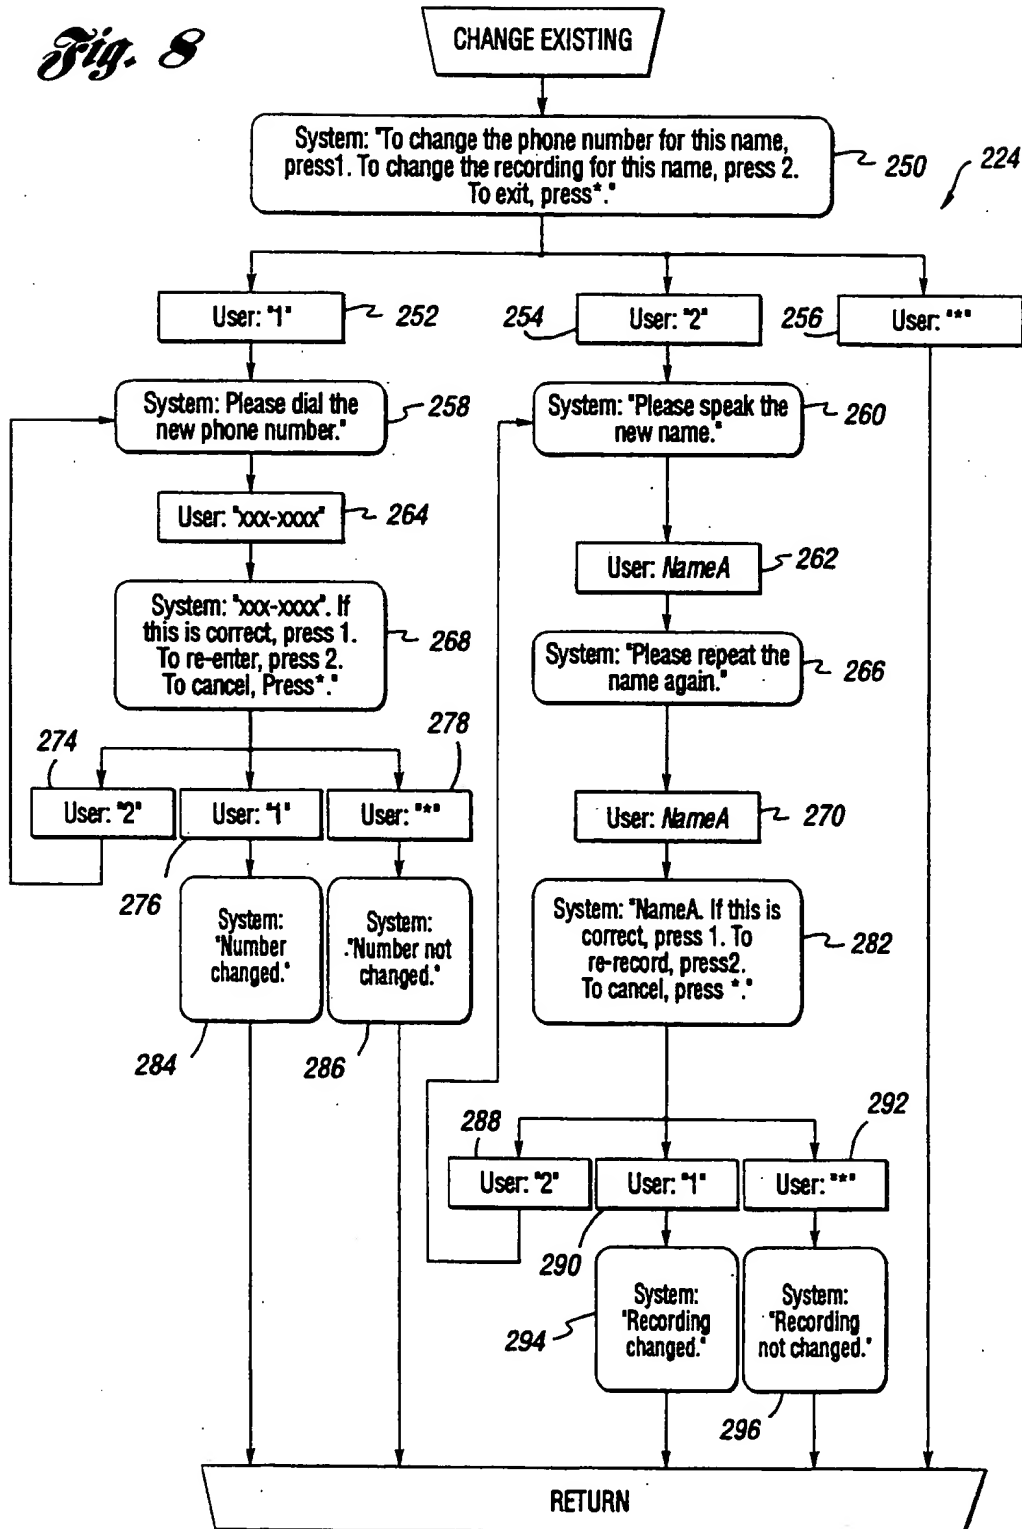 Fig. 8
CHANGE EXISTING
System: "To change the phone number for this name,
press1. To change the recording for this name, press 2.
To exit, press*."
250
224
User: "1"
252
254
User: "2"
256
User: "*"
System: Please dial the
new phone number."
258
System: "Please speak the
new name."
260
User: "xxx-xxxx"
264
User: NameA
262
System: "xxx-xxxx". If
this is correct, press 1.
To re-enter, press 2.
To cancel, Press*."
268
System: "Please repeat the
name again."
266
274
278
User: "2"
User: "1"
User: "*"
276
User: NameA
270
System:
"Number
changed."
284
System:
"Number not
changed."
286
System: "NameA. If this is
correct, press 1. To
re-record, press2.
To cancel, press *."
282
288
292
User: "2"
User: "1"
User: "*"
290
System:
"Recording
changed."
294
System:
"Recording
not changed."
296
RETURN